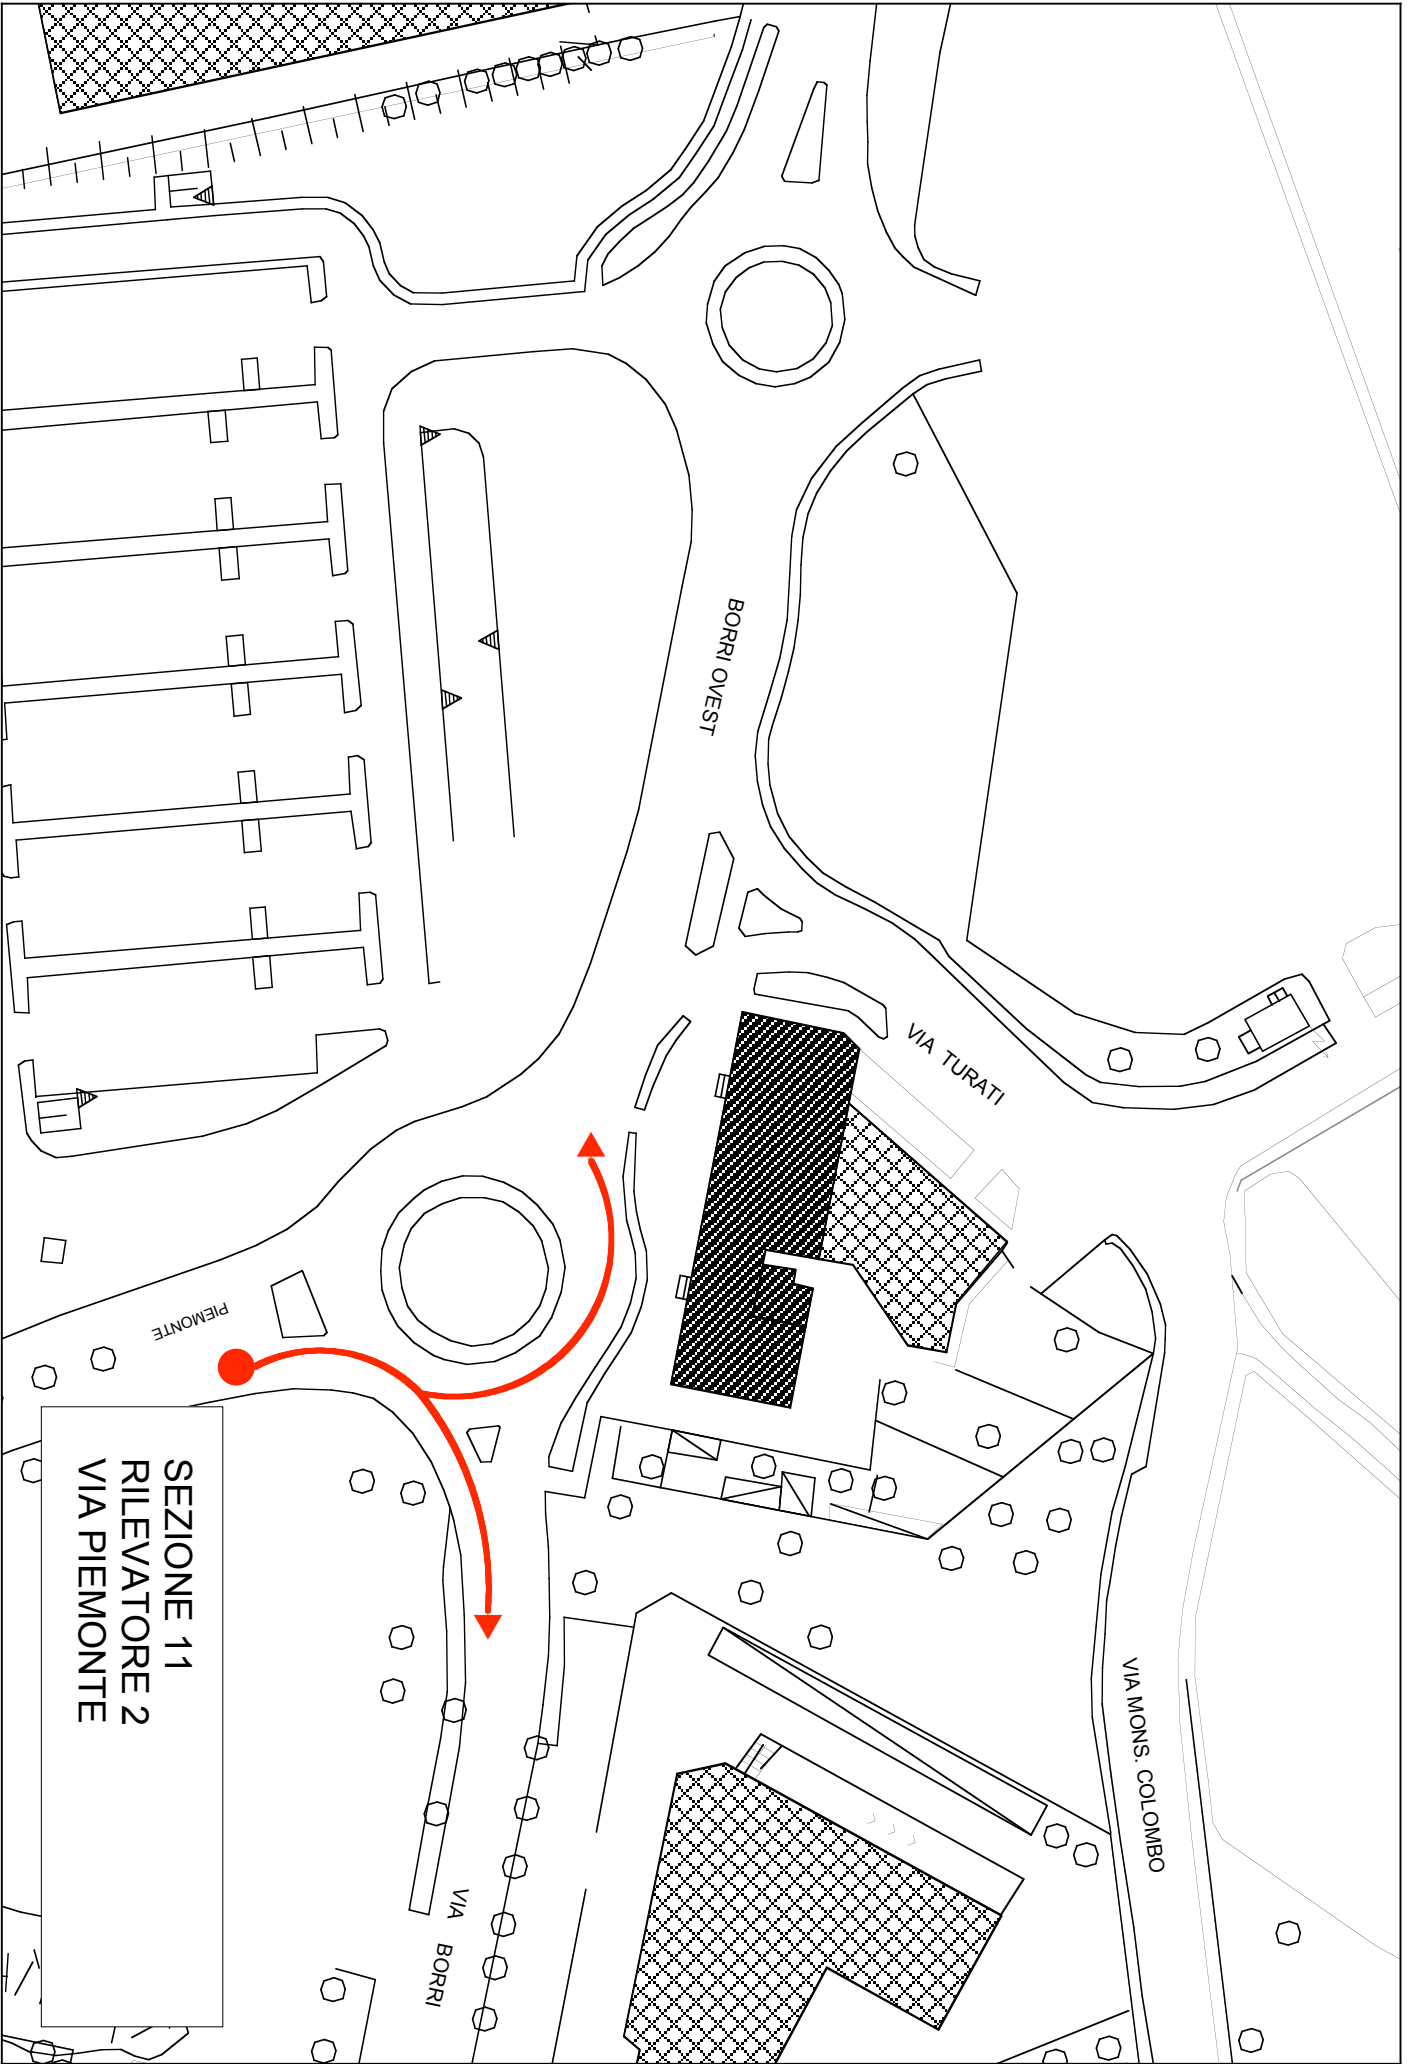 BORRI OVEST
VIA TURATI
PIEMONTE
VIA MONS. COLOMBO
VIA BORRI
SEZIONE 11
RILEVATORE 2
VIA PIEMONTE